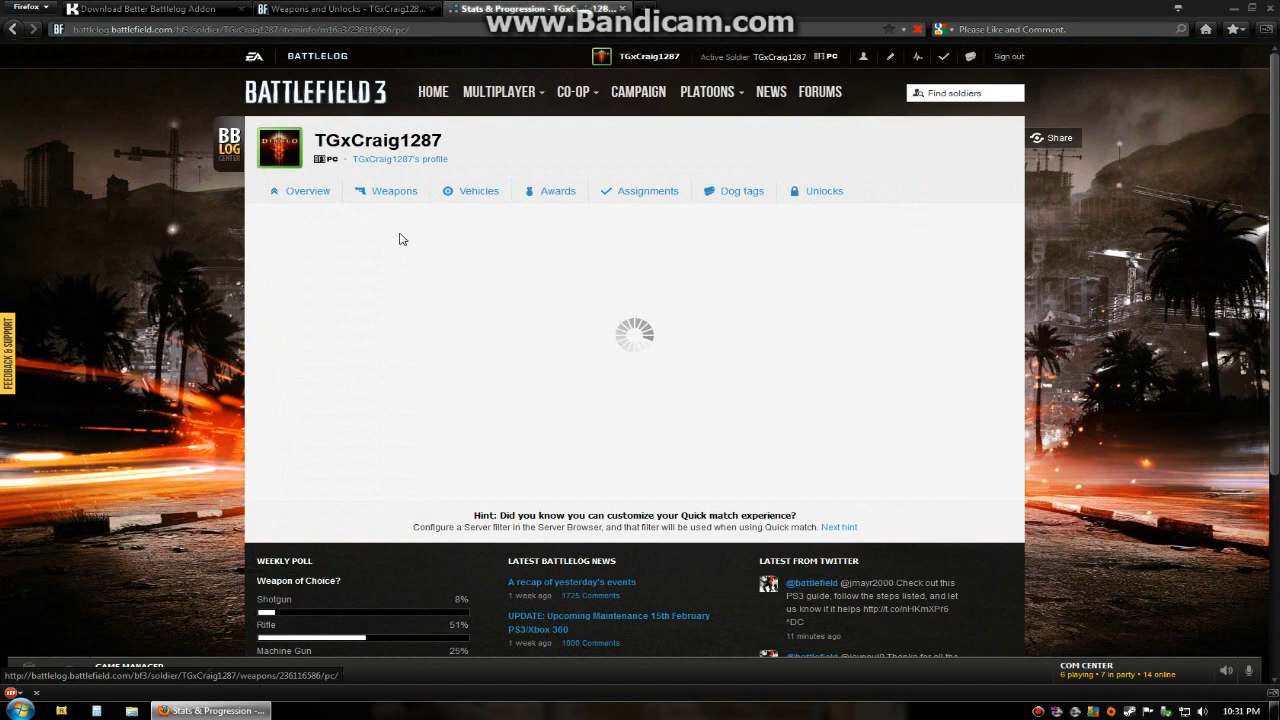 www.Bandicam.com
Firefox
Download Better Battlelog Addon
Weapons and Unlocks - TGxCraig128...
Stats & Progression - TGxCraig128...
battlelog.battlefield.com/bf3/soldier/TGxCraig1287/iteminfo/m16a3/236116586/pc/
Please Like and Comment.
EA BATTLELOG
TGxCraig1287
Active Soldier TGxCraig1287 BF3 PC
Sign out
BATTLEFIELD 3
HOME MULTIPLAYER CO-OP CAMPAIGN PLATOONS NEWS FORUMS
Find soldiers
BB
LOG
CENTER
DIABLO
TGxCraig1287
BF3 PC · TGxCraig1287's profile
Share
Overview Weapons Vehicles Awards Assignments Dog tags Unlocks
FEEDBACK & SUPPORT
Hint: Did you know you can customize your Quick match experience?
Configure a Server filter in the Server Browser, and that filter will be used when using Quick match. Next hint
WEEKLY POLL
Weapon of Choice?
Shotgun 8%
Rifle 51%
Machine Gun 25%
LATEST BATTLELOG NEWS
A recap of yesterday's events
1 week ago 1725 Comments
UPDATE: Upcoming Maintenance 15th February
PS3/Xbox 360
1 week ago 1000 Comments
LATEST FROM TWITTER
@battlefield @jmayr2000 Check out this
PS3 guide, follow the steps listed, and let
us know if it helps http://t.co/nHKmXPr6
^DC
11 minutes ago
GAME MANAGER
COM CENTER
6 playing • 7 in party • 14 online
http://battlelog.battlefield.com/bf3/soldier/TGxCraig1287/weapons/236116586/pc/
Stats & Progression -...
10:31 PM